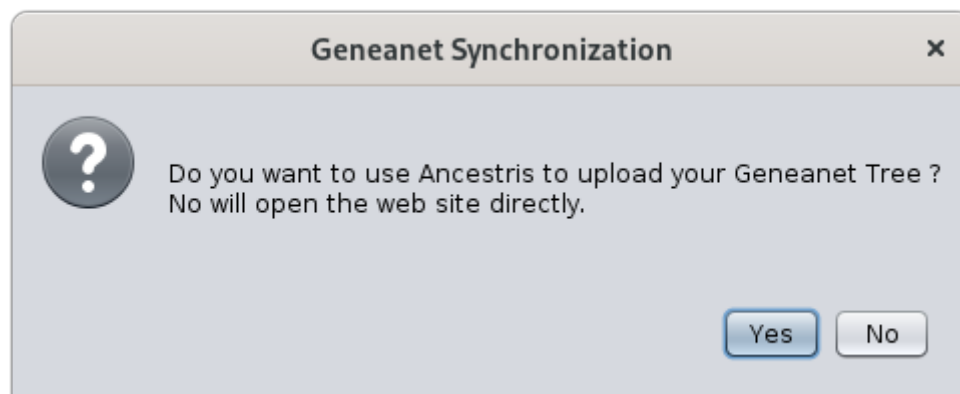 Geneanet Synchronization
Do you want to use Ancestris to upload your Geneanet Tree ?
No will open the web site directly.
Yes No